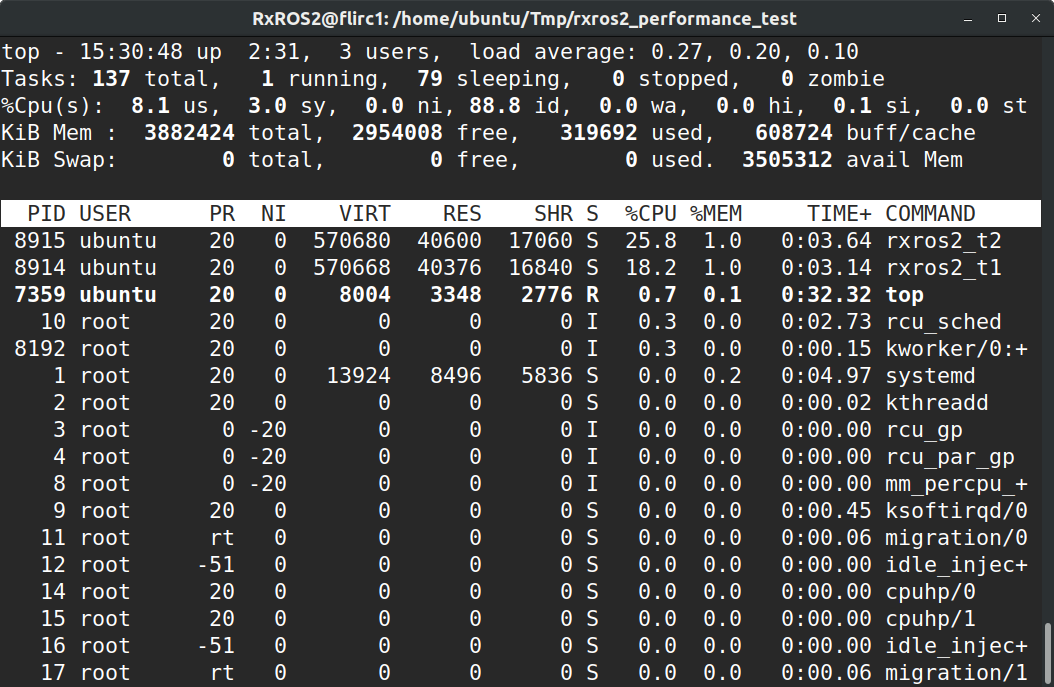 RxROS2@flirc1: /home/ubuntu/Tmp/rxros2_performance_test
top - 15:30:48 up  2:31,  3 users,  load average: 0.27, 0.20, 0.10
Tasks: 137 total,   1 running,  79 sleeping,   0 stopped,   0 zombie
%Cpu(s):  8.1 us,  3.0 sy,  0.0 ni, 88.8 id,  0.0 wa,  0.0 hi,  0.1 si,  0.0 st
KiB Mem :  3882424 total,  2954008 free,   319692 used,   608724 buff/cache
KiB Swap:        0 total,        0 free,        0 used.  3505312 avail Mem
  PID USER      PR  NI    VIRT    RES    SHR S  %CPU %MEM     TIME+ COMMAND
 8915 ubuntu    20   0  570680  40600  17060 S  25.8  1.0   0:03.64 rxros2_t2
 8914 ubuntu    20   0  570668  40376  16840 S  18.2  1.0   0:03.14 rxros2_t1
 7359 ubuntu    20   0    8004   3348   2776 R   0.7  0.1   0:32.32 top
   10 root      20   0       0      0      0 I   0.3  0.0   0:02.73 rcu_sched
 8192 root      20   0       0      0      0 I   0.3  0.0   0:00.15 kworker/0:+
    1 root      20   0   13924   8496   5836 S   0.0  0.2   0:04.97 systemd
    2 root      20   0       0      0      0 S   0.0  0.0   0:00.02 kthreadd
    3 root       0 -20       0      0      0 I   0.0  0.0   0:00.00 rcu_gp
    4 root       0 -20       0      0      0 I   0.0  0.0   0:00.00 rcu_par_gp
    8 root       0 -20       0      0      0 I   0.0  0.0   0:00.00 mm_percpu_+
    9 root      20   0       0      0      0 S   0.0  0.0   0:00.45 ksoftirqd/0
   11 root      rt   0       0      0      0 S   0.0  0.0   0:00.06 migration/0
   12 root     -51   0       0      0      0 S   0.0  0.0   0:00.00 idle_injec+
   14 root      20   0       0      0      0 S   0.0  0.0   0:00.00 cpuhp/0
   15 root      20   0       0      0      0 S   0.0  0.0   0:00.00 cpuhp/1
   16 root     -51   0       0      0      0 S   0.0  0.0   0:00.00 idle_injec+
   17 root      rt   0       0      0      0 S   0.0  0.0   0:00.06 migration/1